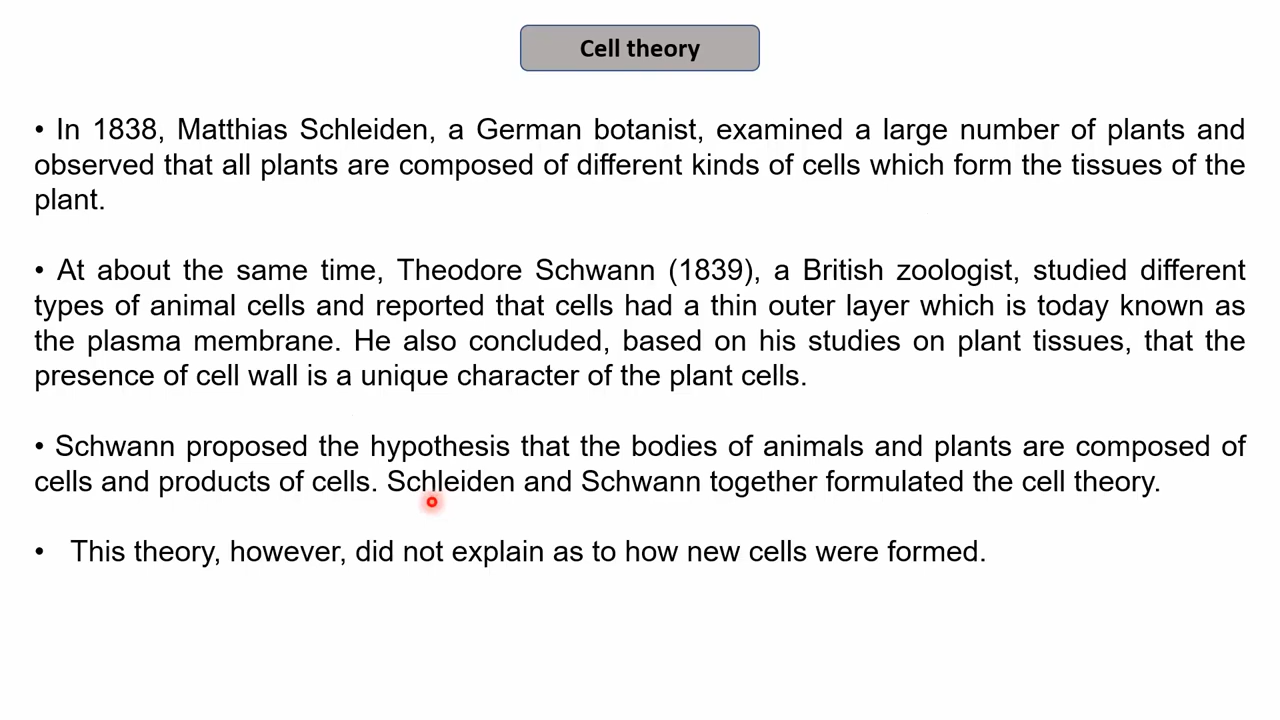 Cell theory
• In 1838, Matthias Schleiden, a German botanist, examined a large number of plants and
observed that all plants are composed of different kinds of cells which form the tissues of the
plant.
• At about the same time, Theodore Schwann (1839), a British zoologist, studied different
types of animal cells and reported that cells had a thin outer layer which is today known as
the plasma membrane. He also concluded, based on his studies on plant tissues, that the
presence of cell wall is a unique character of the plant cells.
• Schwann proposed the hypothesis that the bodies of animals and plants are composed of
cells and products of cells. Schleiden and Schwann together formulated the cell theory.
• This theory, however, did not explain as to how new cells were formed.